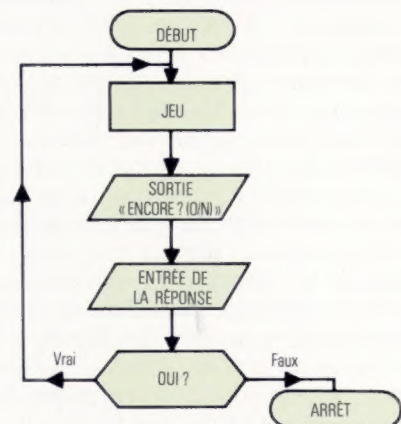 DÉBUT
JEU
SORTIE
« ENCORE ? (O/N) »
ENTRÉE DE
LA RÉPONSE
Vrai
OUI ?
Faux
ARRÊT